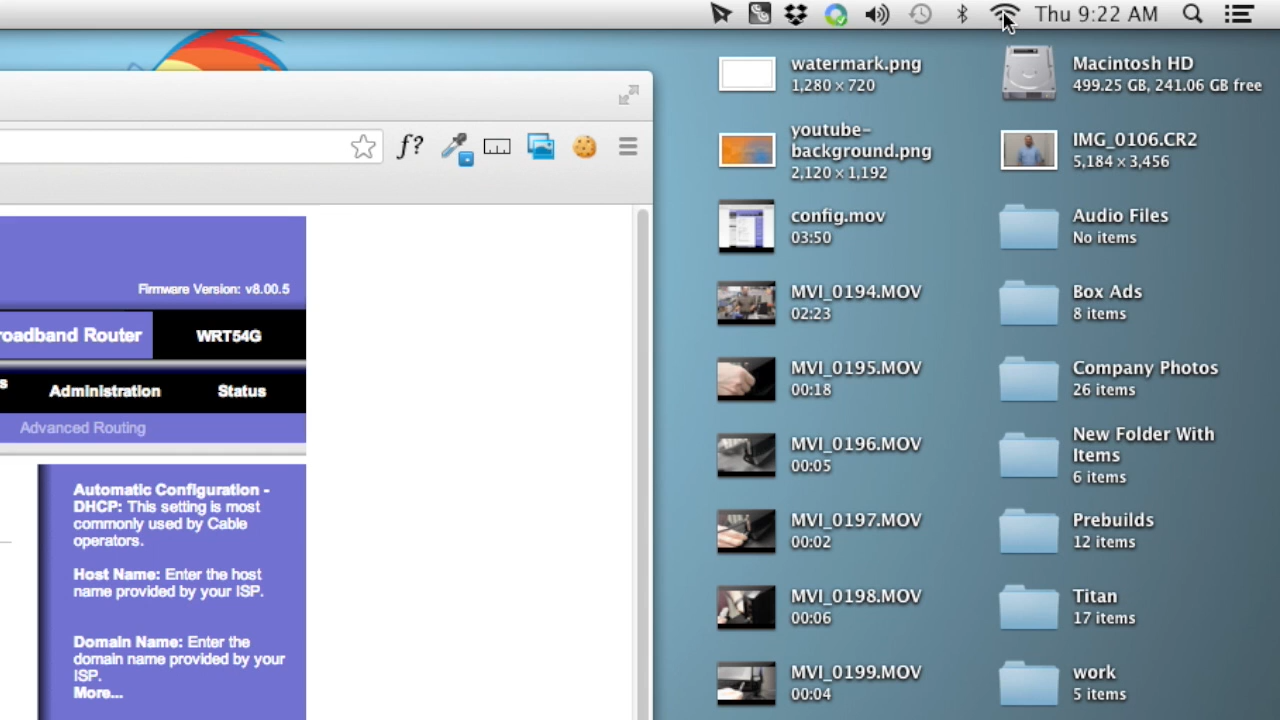 Thu 9:22 AM
f?
Firmware Version: v8.00.5
roadband Router
WRT54G
s
Administration
Status
Advanced Routing
Automatic Configuration -
DHCP: This setting is most
commonly used by Cable
operators.
Host Name: Enter the host
name provided by your ISP.
Domain Name: Enter the
domain name provided by your
ISP.
More...
watermark.png
1,280 × 720
youtube-
background.png
2,120 × 1,192
config.mov
03:50
MVI_0194.MOV
02:23
MVI_0195.MOV
00:18
MVI_0196.MOV
00:05
MVI_0197.MOV
00:02
MVI_0198.MOV
00:06
MVI_0199.MOV
00:04
Macintosh HD
499.25 GB, 241.06 GB free
IMG_0106.CR2
5,184 × 3,456
Audio Files
No items
Box Ads
8 items
Company Photos
26 items
New Folder With
Items
6 items
Prebuilds
12 items
Titan
17 items
work
5 items